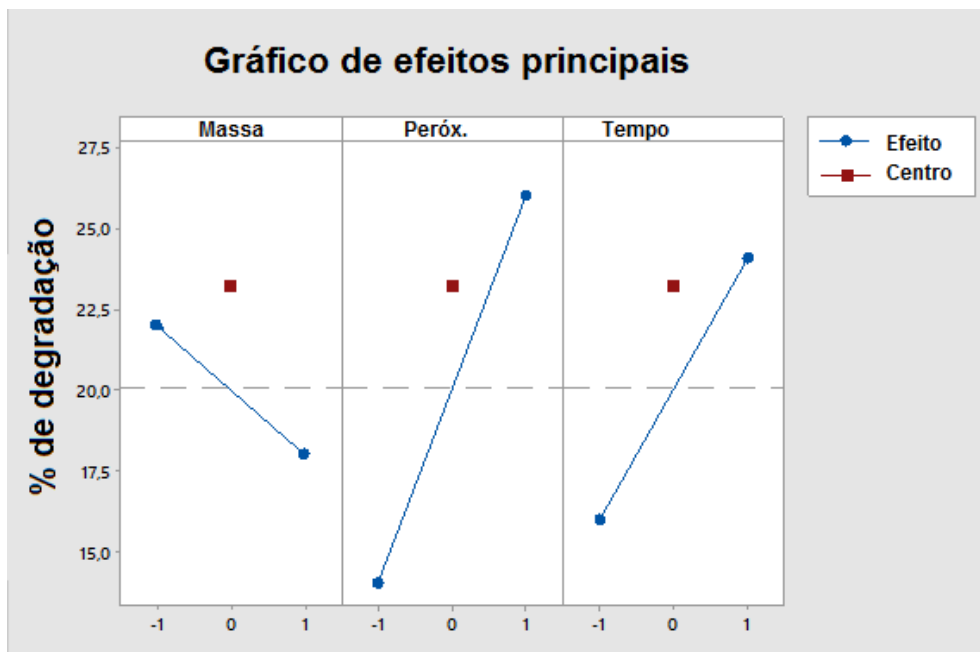 Gráfico de efeitos principais
Massa Peróx. Tempo
Efeito
Centro
% de degradação
27,5
25,0
22,5
20,0
17,5
15,0
-1 0 1 -1 0 1 -1 0 1